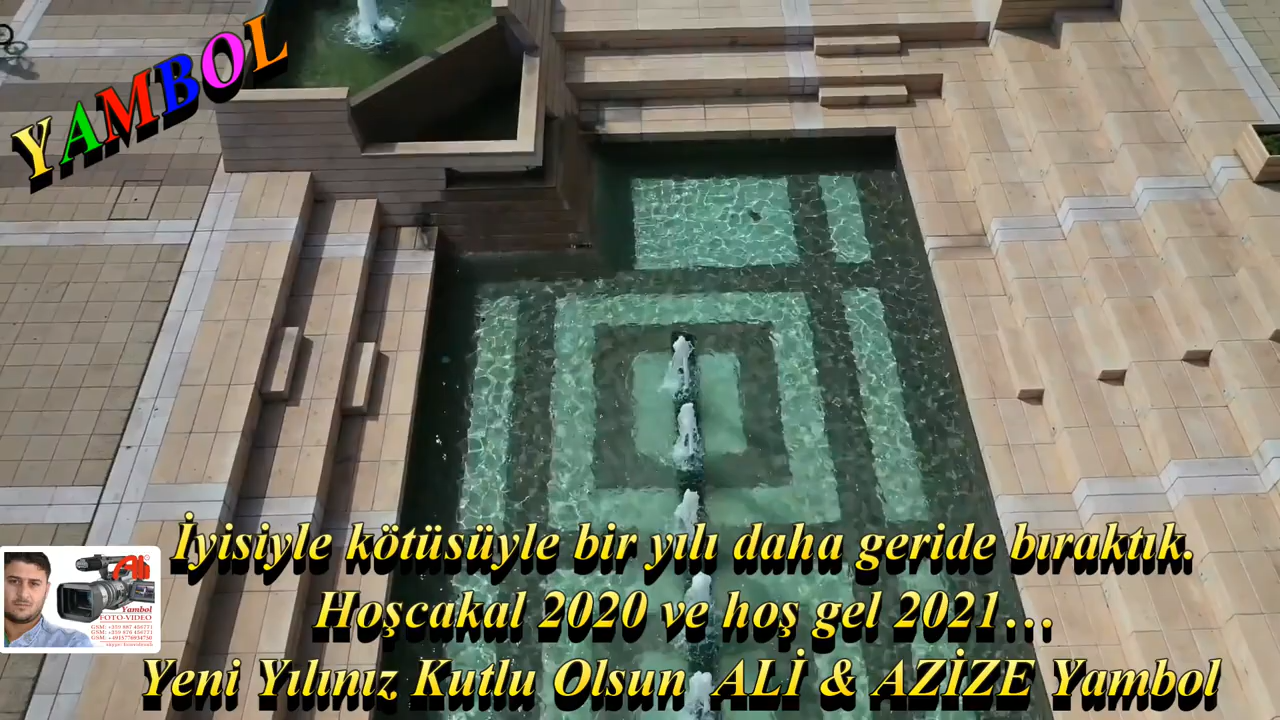 YAMBOL
İyisiyle kötüsüyle bir yılı daha geride bıraktık.
Hoşcakal 2020 ve hoş gel 2021...
Yeni Yılınız Kutlu Olsun ALİ & AZİZE Yambol
Ali
Yambol
FOTO-VIDEO